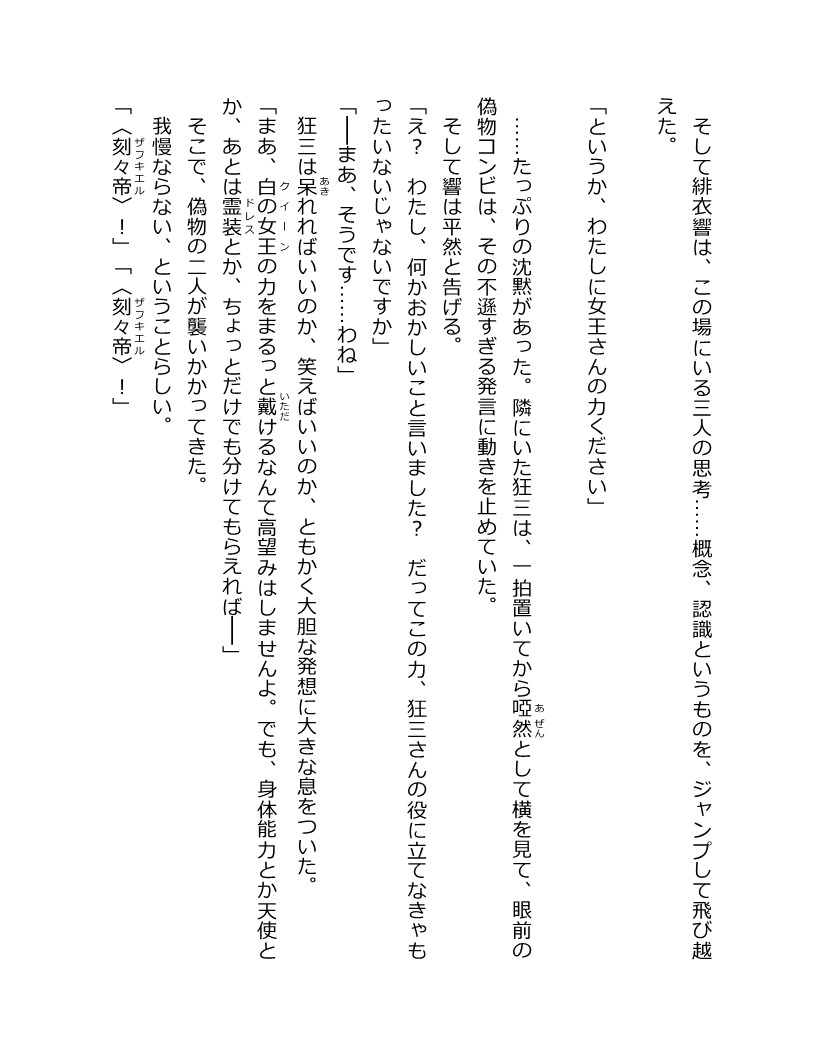 そして緋衣響は、この場にいる三人の思考……概念、認識というものを、ジャンプして飛び越
えた。
「というか、わたしに女王さんの力ください」
　……たっぷりの沈黙があった。隣にいた狂三は、一拍置いてから啞然として横を見て、眼前の
偽物コンビは、その不遜すぎる発言に動きを止めていた。
　そして響は平然と告げる。
「え？　わたし、何かおかしいこと言いました？　だってこの力、狂三さんの役に立てなきゃも
ったいないじゃないですか」
「――まあ、そうです……わね」
　狂三は呆れればいいのか、笑えばいいのか、ともかく大胆な発想に大きな息をついた。
「まあ、白の女王の力をまるっと戴けるなんて高望みはしませんよ。でも、身体能力とか天使と
か、あとは霊装とか、ちょっとだけでも分けてもらえれば――」
　そこで、偽物の二人が襲いかかってきた。
　我慢ならない、ということらしい。
「〈刻々帝〉！」「〈刻々帝〉！」
あ ぜん
あき
クイーン
いただ
ドレス
ザフキエル
ザフキエル